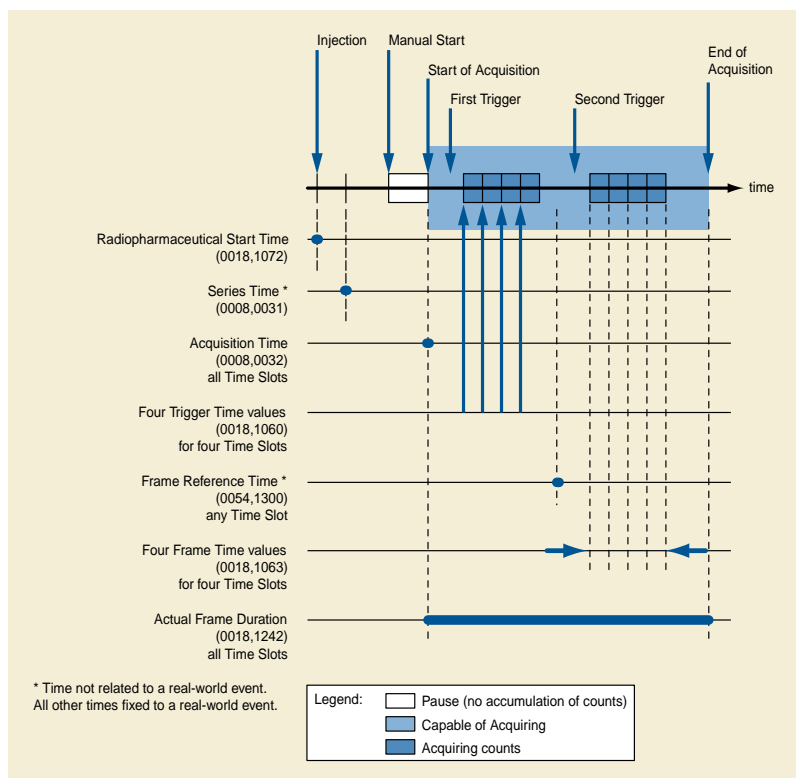 Injection
Manual Start
Start of Acquisition
End of
Acquisition
First Trigger
Second Trigger
time
Radiopharmaceutical Start Time
(0018,1072)
Series Time *
(0008,0031)
Acquisition Time
(0008,0032)
all Time Slots
Four Trigger Time values
(0018,1060)
for four Time Slots
Frame Reference Time *
(0054,1300)
any Time Slot
Four Frame Time values
(0018,1063)
for four Time Slots
Actual Frame Duration
(0018,1242)
all Time Slots
* Time not related to a real-world event.
All other times fixed to a real-world event.
Legend:
Pause (no accumulation of counts)
Capable of Acquiring
Acquiring counts